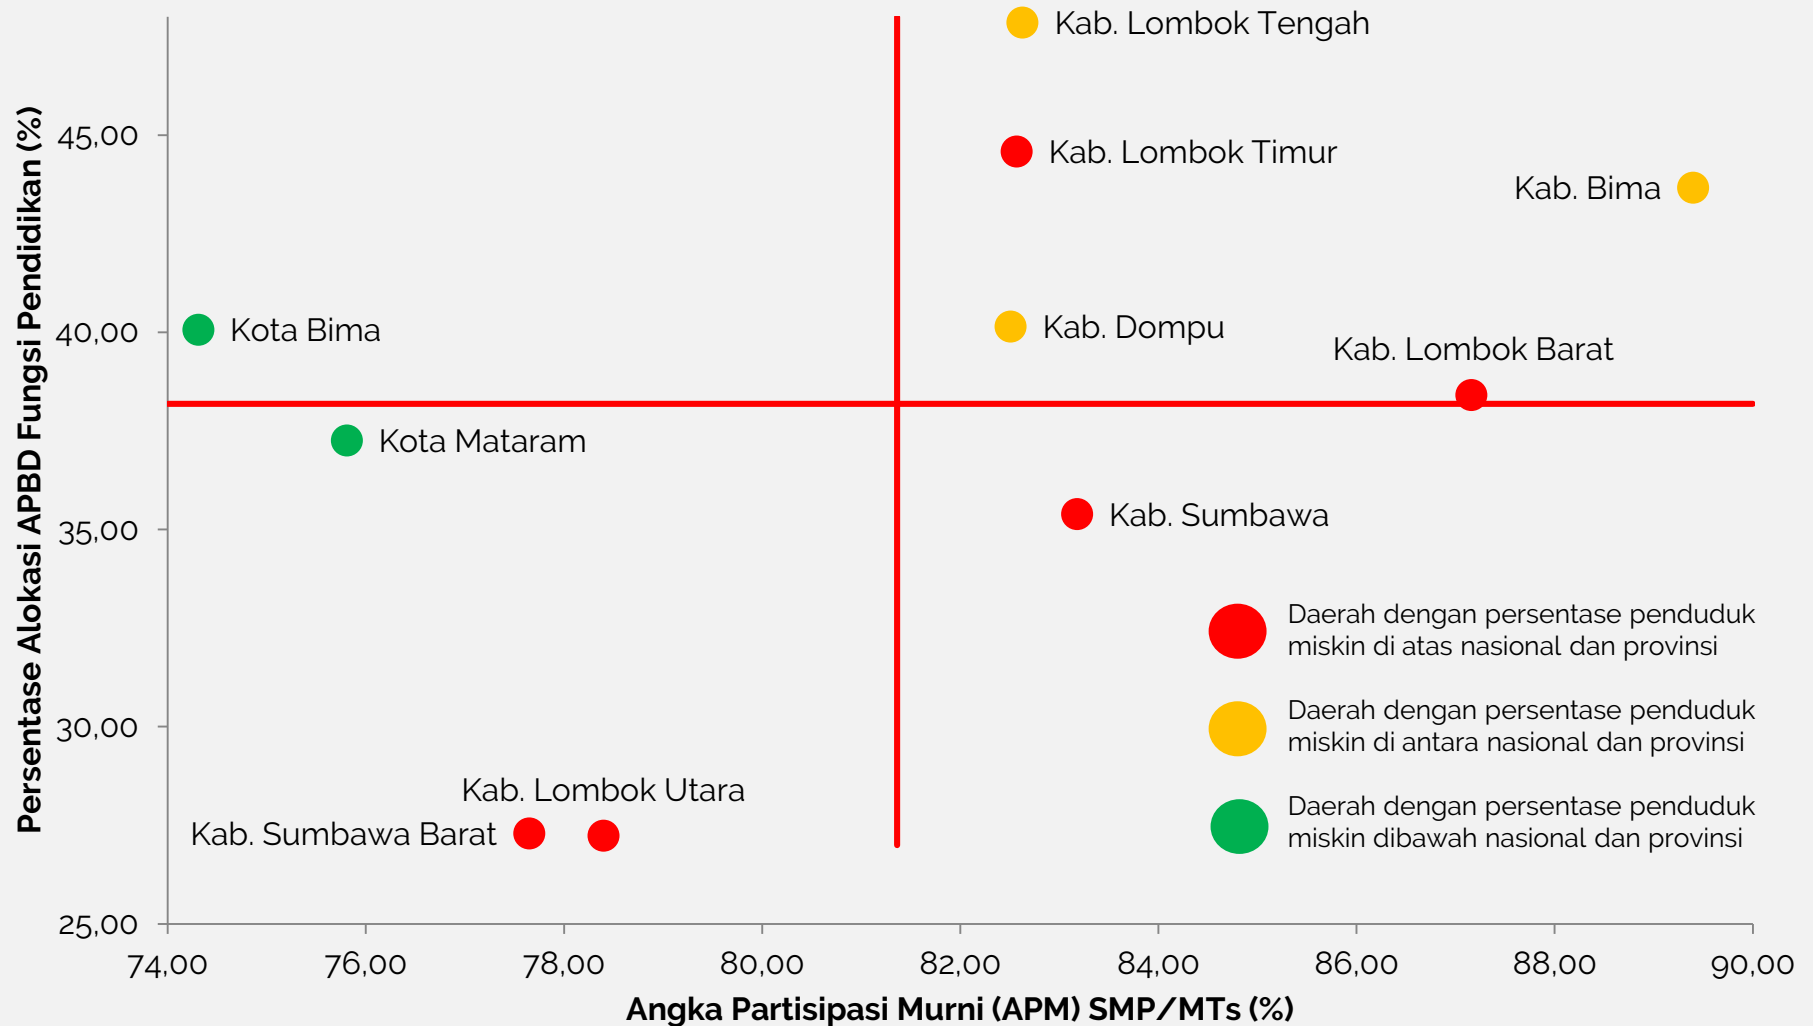 Persentase Alokasi APBD Fungsi Pendidikan (%)
45,00
40,00
35,00
30,00
25,00
Kab. Lombok Tengah
Kab. Lombok Timur
Kab. Bima
Kota Bima
Kab. Dompu
Kab. Lombok Barat
Kota Mataram
Kab. Sumbawa
Daerah dengan persentase penduduk
miskin di atas nasional dan provinsi
Daerah dengan persentase penduduk
miskin di antara nasional dan provinsi
Kab. Lombok Utara
Kab. Sumbawa Barat
Daerah dengan persentase penduduk
miskin dibawah nasional dan provinsi
74,00
76,00
78,00
80,00
82,00
84,00
86,00
88,00
90,00
Angka Partisipasi Murni (APM) SMP/MTs (%)